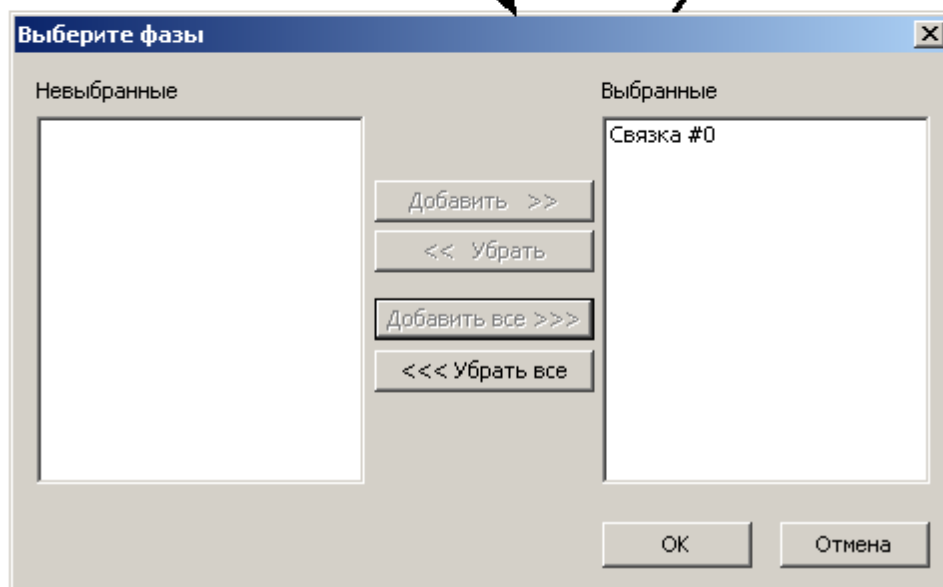 Выберите фазы
Невыбранные
Выбранные
Связка #0
Добавить >>
<< Убрать
Добавить все >>>
<<< Убрать все
OK
Отмена